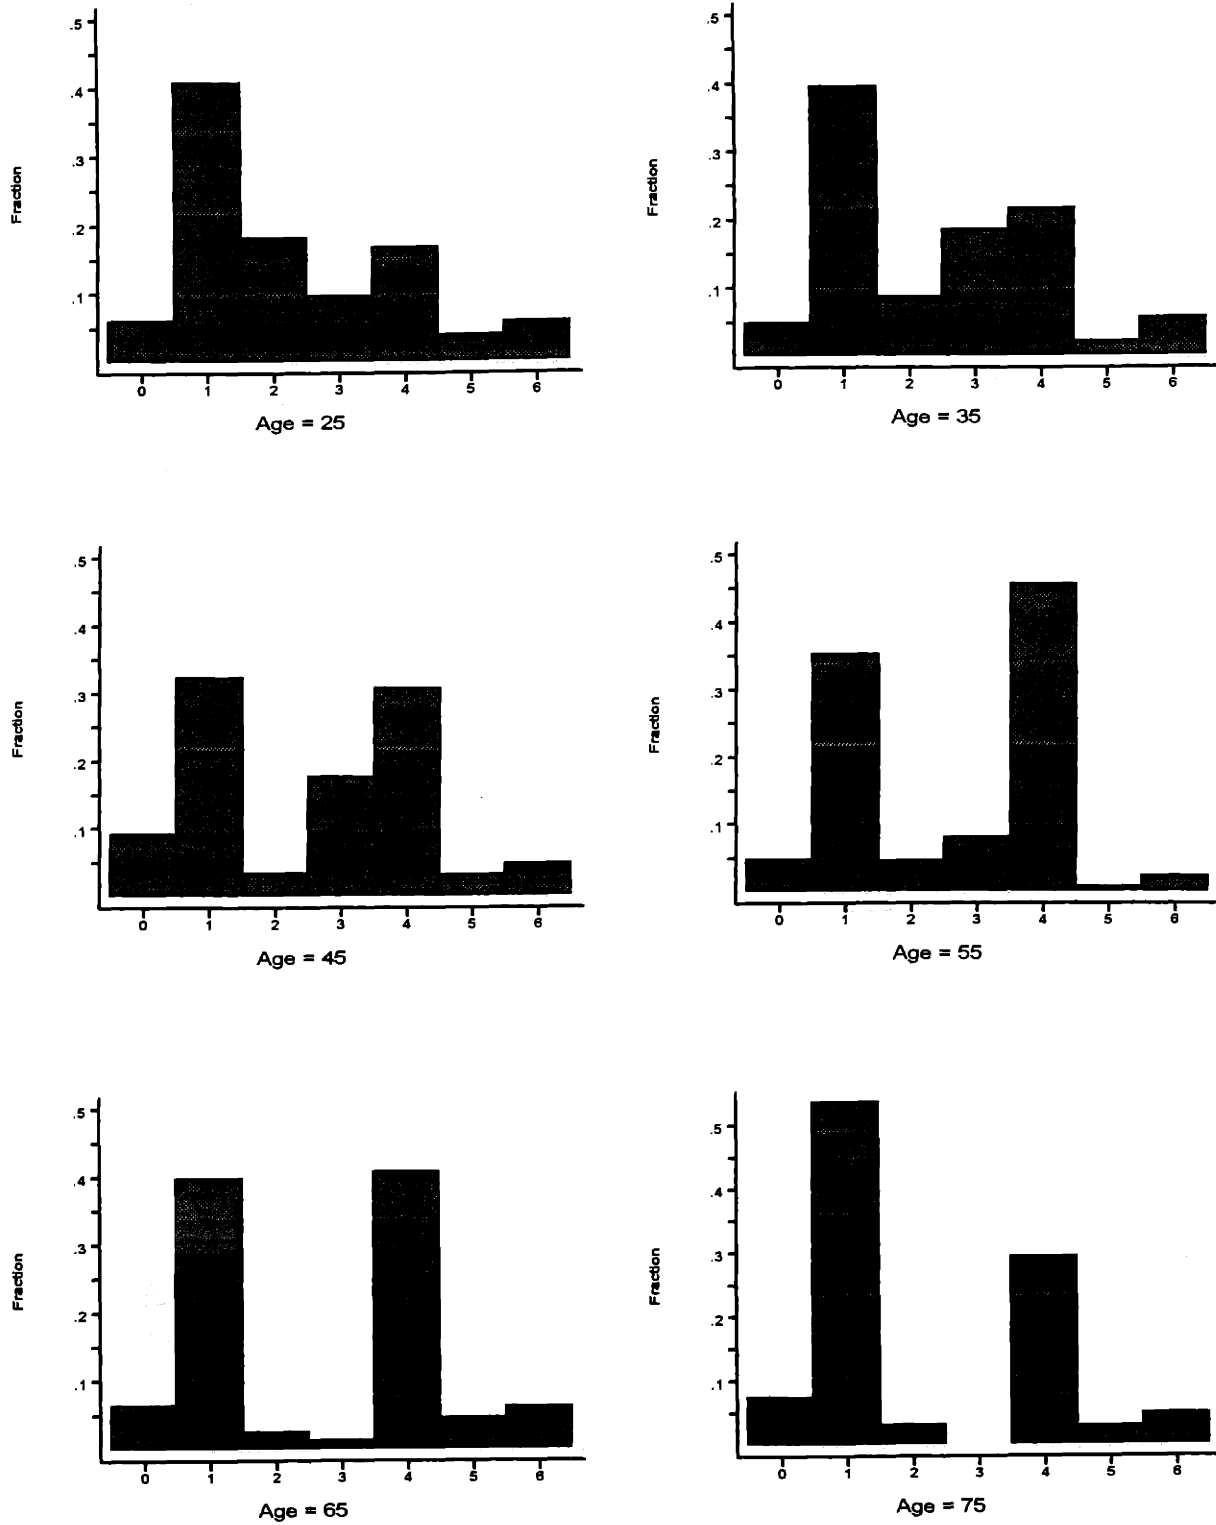 .5
.4
.3
.2
.1
Fraction
0 1 2 3 4 5 6
Age = 25
.5
.4
.3
.2
.1
Fraction
0 1 2 3 4 5 6
Age = 35
.5
.4
.3
.2
.1
Fraction
0 1 2 3 4 5 6
Age = 45
.5
.4
.3
.2
.1
Fraction
0 1 2 3 4 5 6
Age = 55
.5
.4
.3
.2
.1
Fraction
0 1 2 3 4 5 6
Age = 65
.5
.4
.3
.2
.1
Fraction
0 1 2 3 4 5 6
Age = 75